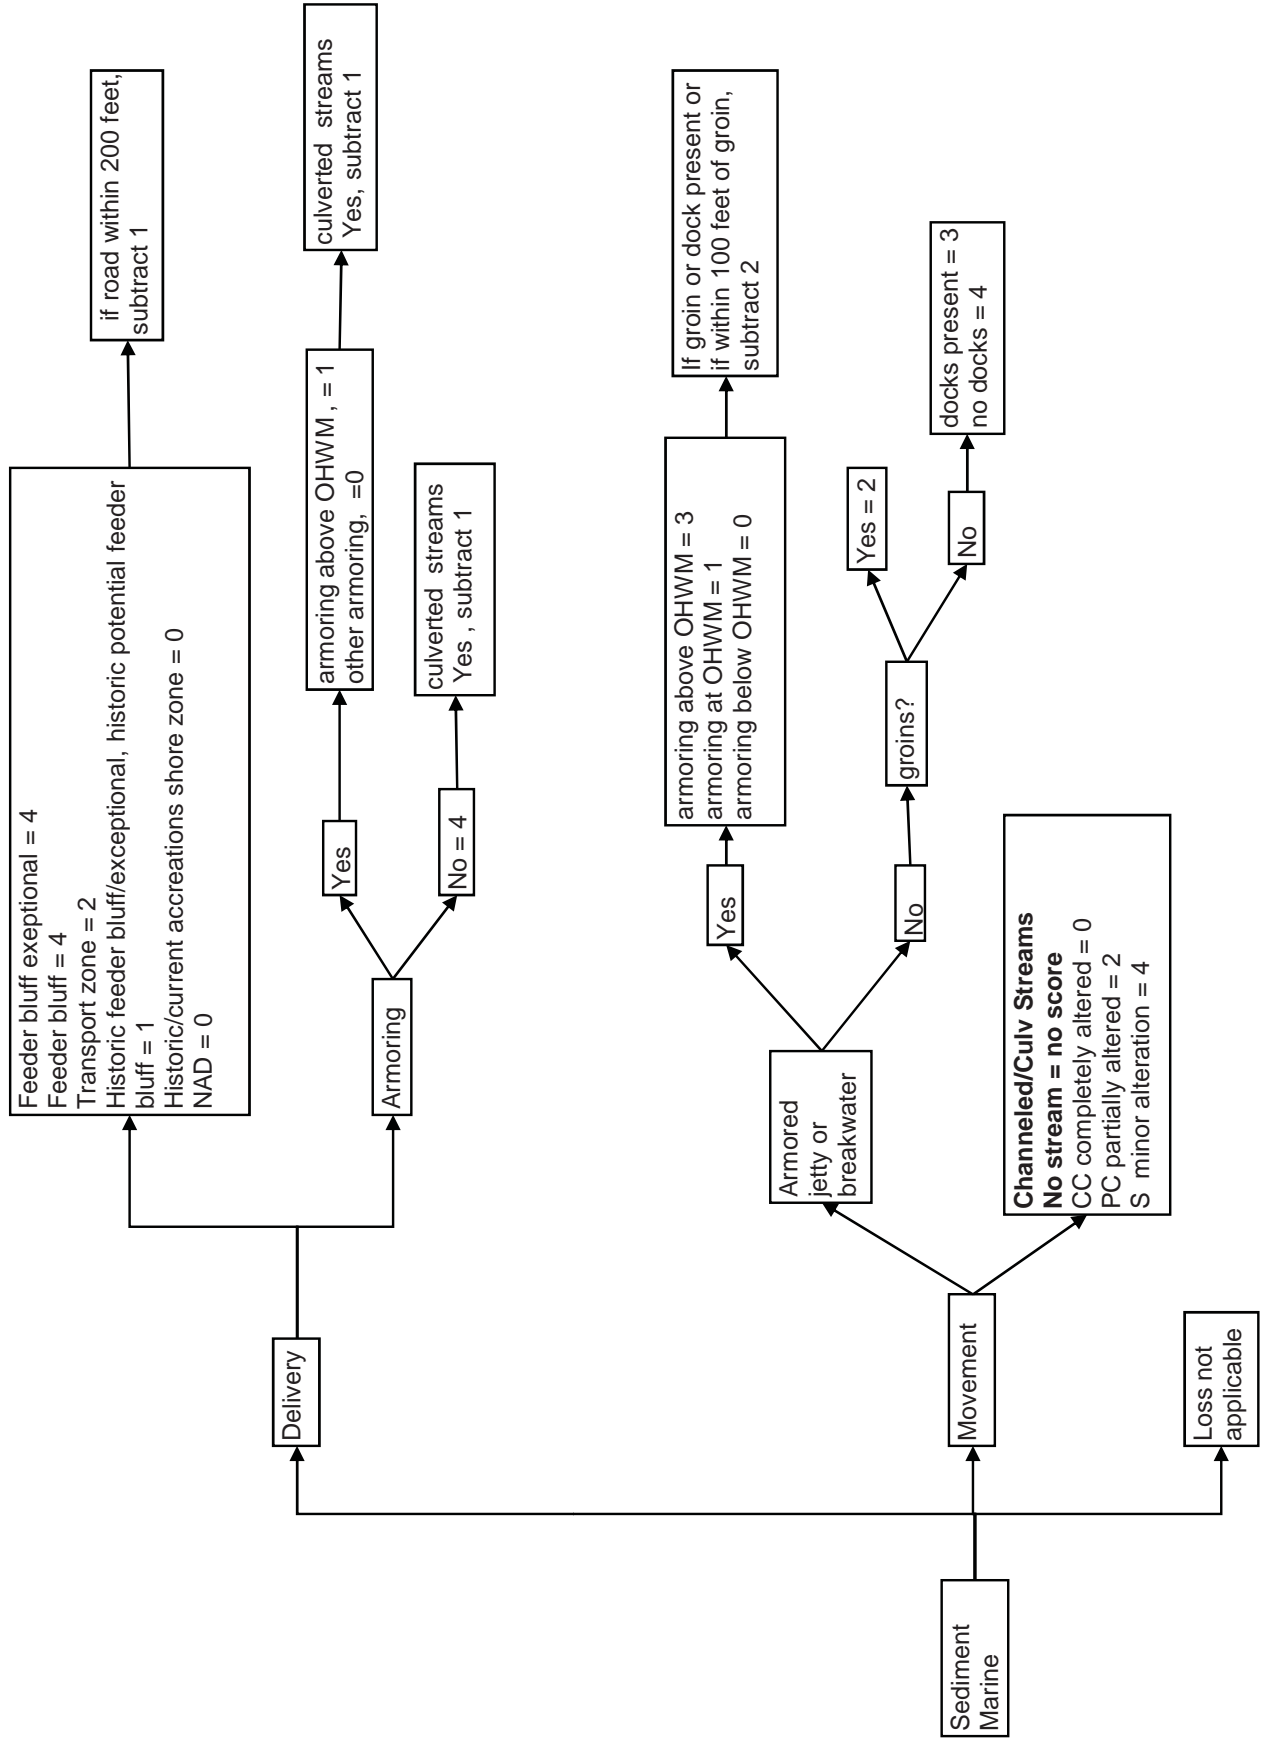 Sediment
Marine
Delivery
Feeder bluff exeptional = 4
Feeder bluff = 4
Transport zone = 2
Historic feeder bluff/exceptional, historic potential feeder
bluff = 1
Historic/current accreations shore zone = 0
NAD = 0
if road within 200 feet,
subtract 1
Armoring
Yes
armoring above OHWM , = 1
other armoring, =0
culverted streams
Yes, subtract 1
No = 4
culverted streams
Yes , subtract 1
Movement
Armored
jetty or
breakwater
Yes
armoring above OHWM = 3
armoring at OHWM = 1
armoring below OHWM = 0
If groin or dock present or
if within 100 feet of groin,
subtract 2
No
groins?
Yes = 2
No
docks present = 3
no docks = 4
Channeled/Culv Streams
No stream = no score
CC completely altered = 0
PC partially altered = 2
S minor alteration = 4
Loss not
applicable